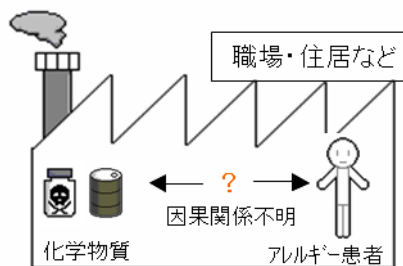 職場・住居など
?
因果関係不明
化学物質
アレルギー患者